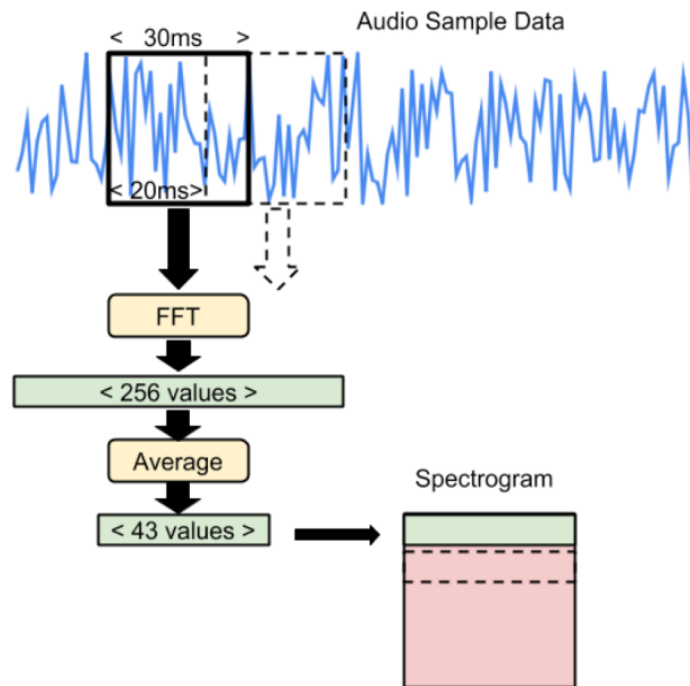 Audio Sample Data
< 30ms >
< 20ms>
FFT
< 256 values >
Average
< 43 values >
Spectrogram